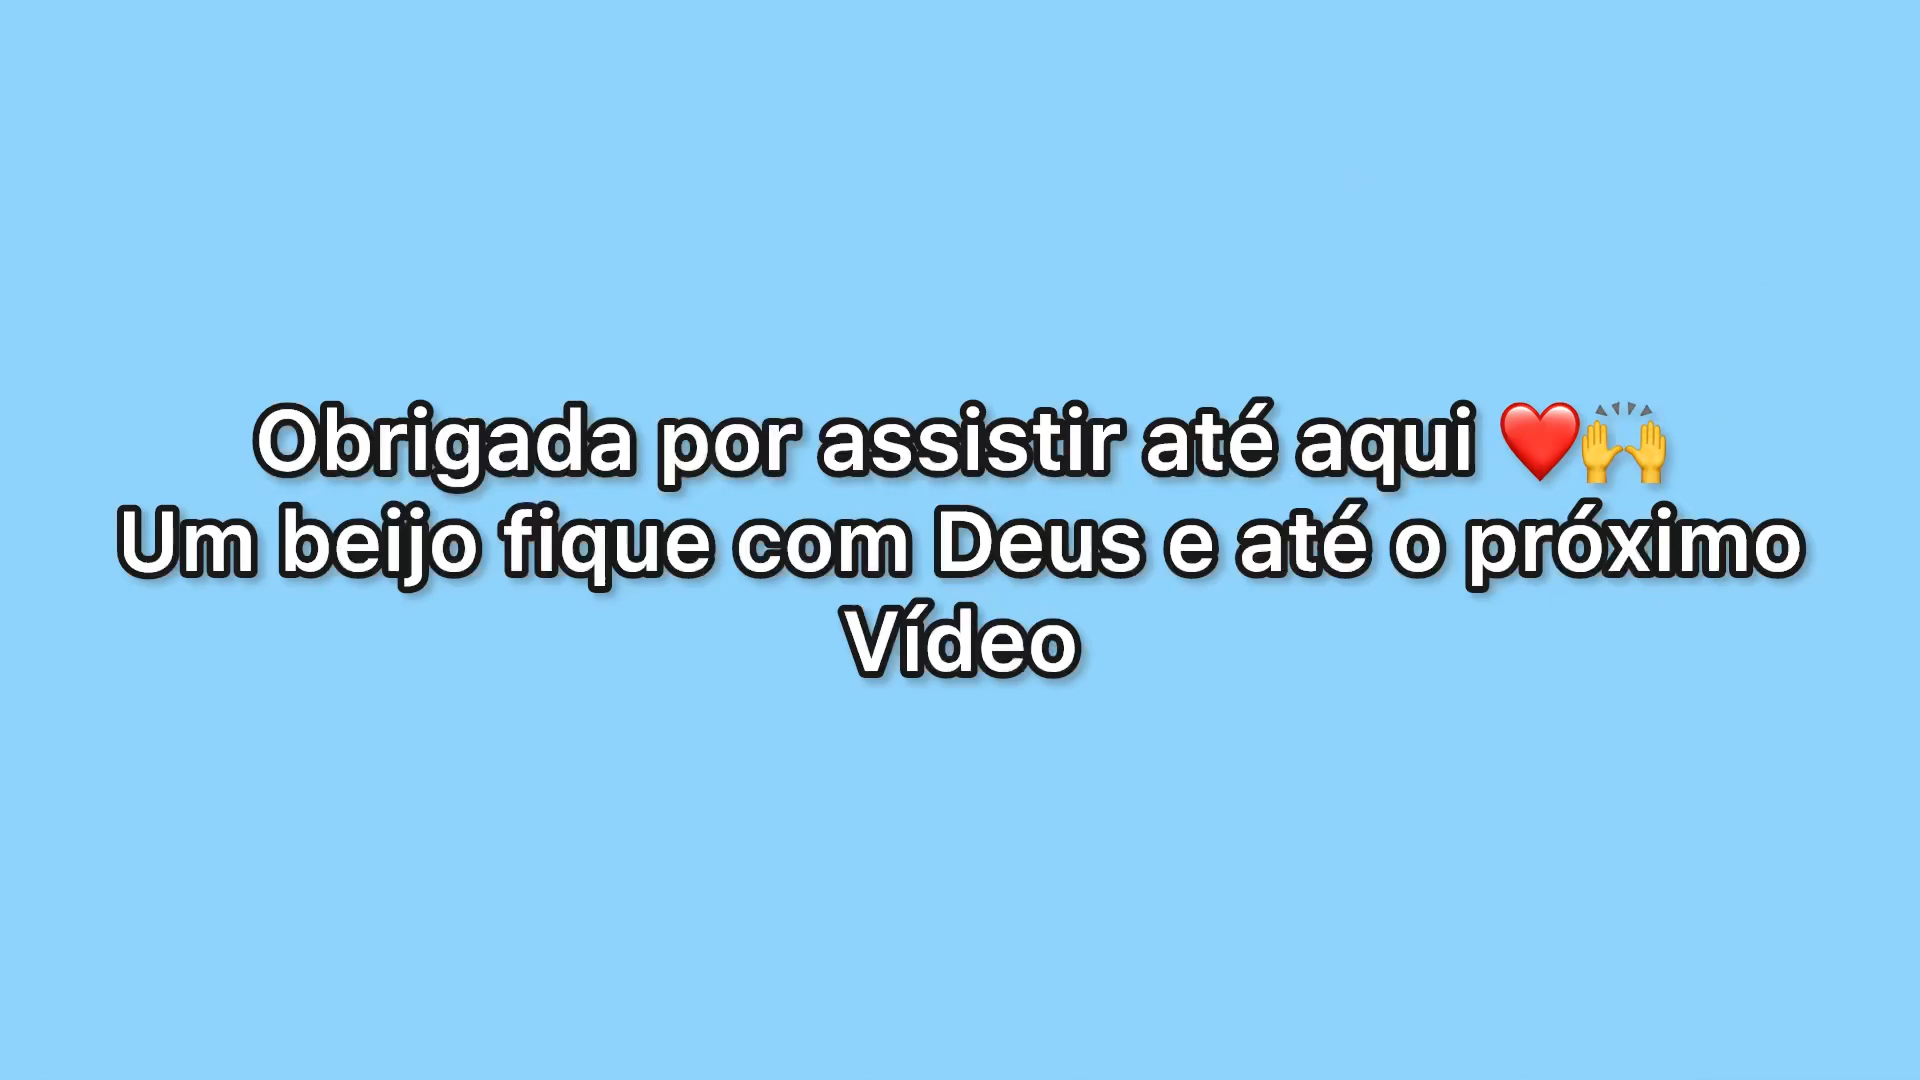 Obrigada por assistir até aqui ❤️🙌
Um beijo fique com Deus e até o próximo
Vídeo